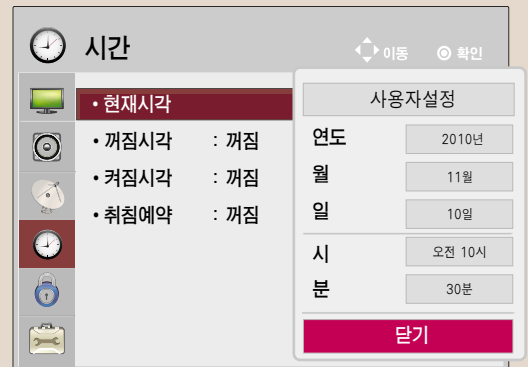 시간
이동 확인
• 현재시각
• 꺼짐시각 : 꺼짐
• 켜짐시각 : 꺼짐
• 취침예약 : 꺼짐
사용자설정
연도 2010년
월 11월
일 10일
시 오전 10시
분 30분
닫기